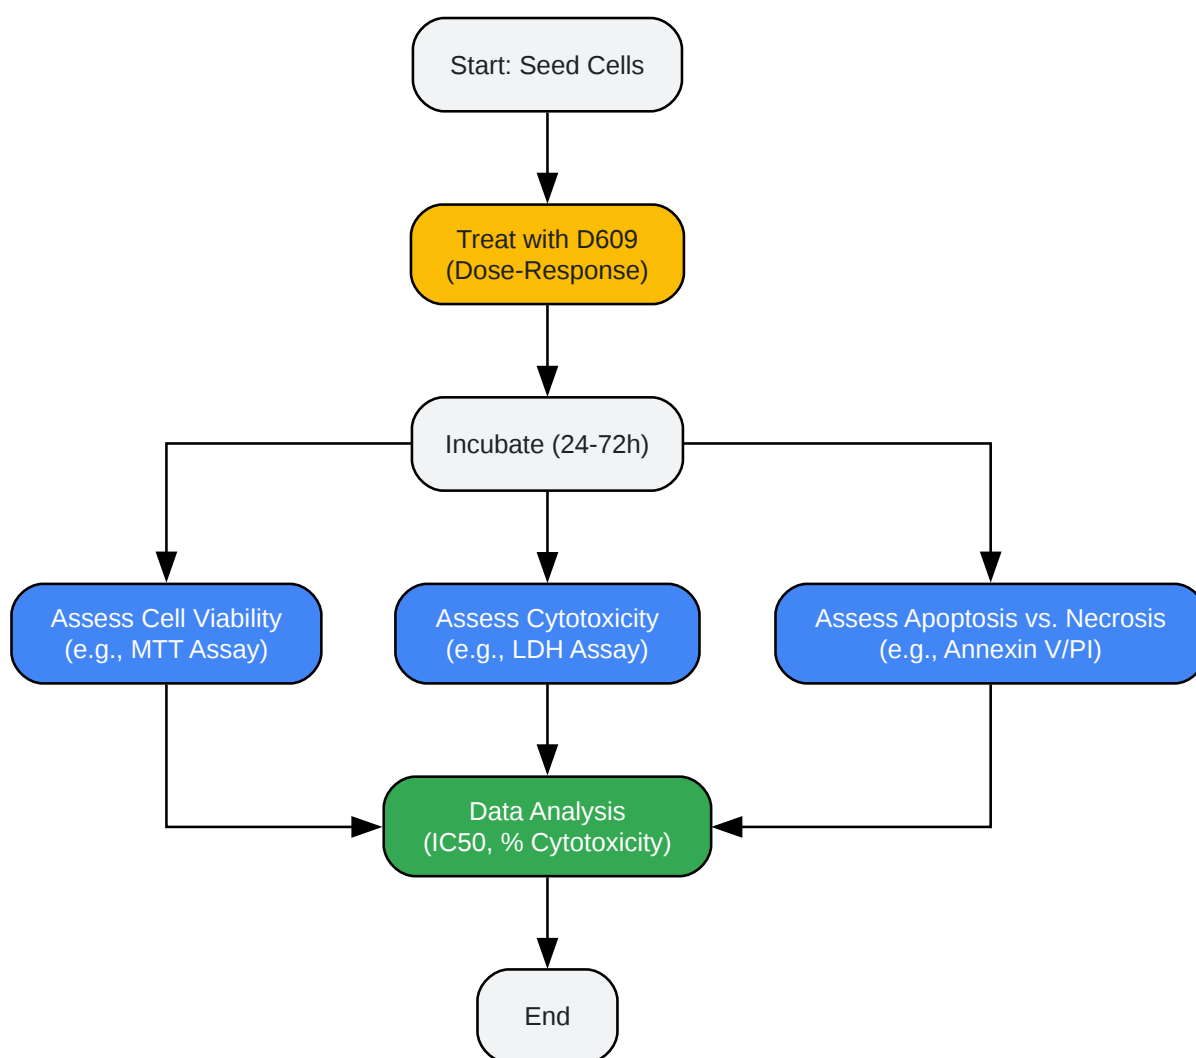 Start: Seed Cells
Treat with D609
(Dose-Response)
Incubate (24-72h)
Assess Cell Viability
(e.g., MTT Assay)
Assess Cytotoxicity
(e.g., LDH Assay)
Assess Apoptosis vs. Necrosis
(e.g., Annexin V/PI)
Data Analysis
(IC50, % Cytotoxicity)
End